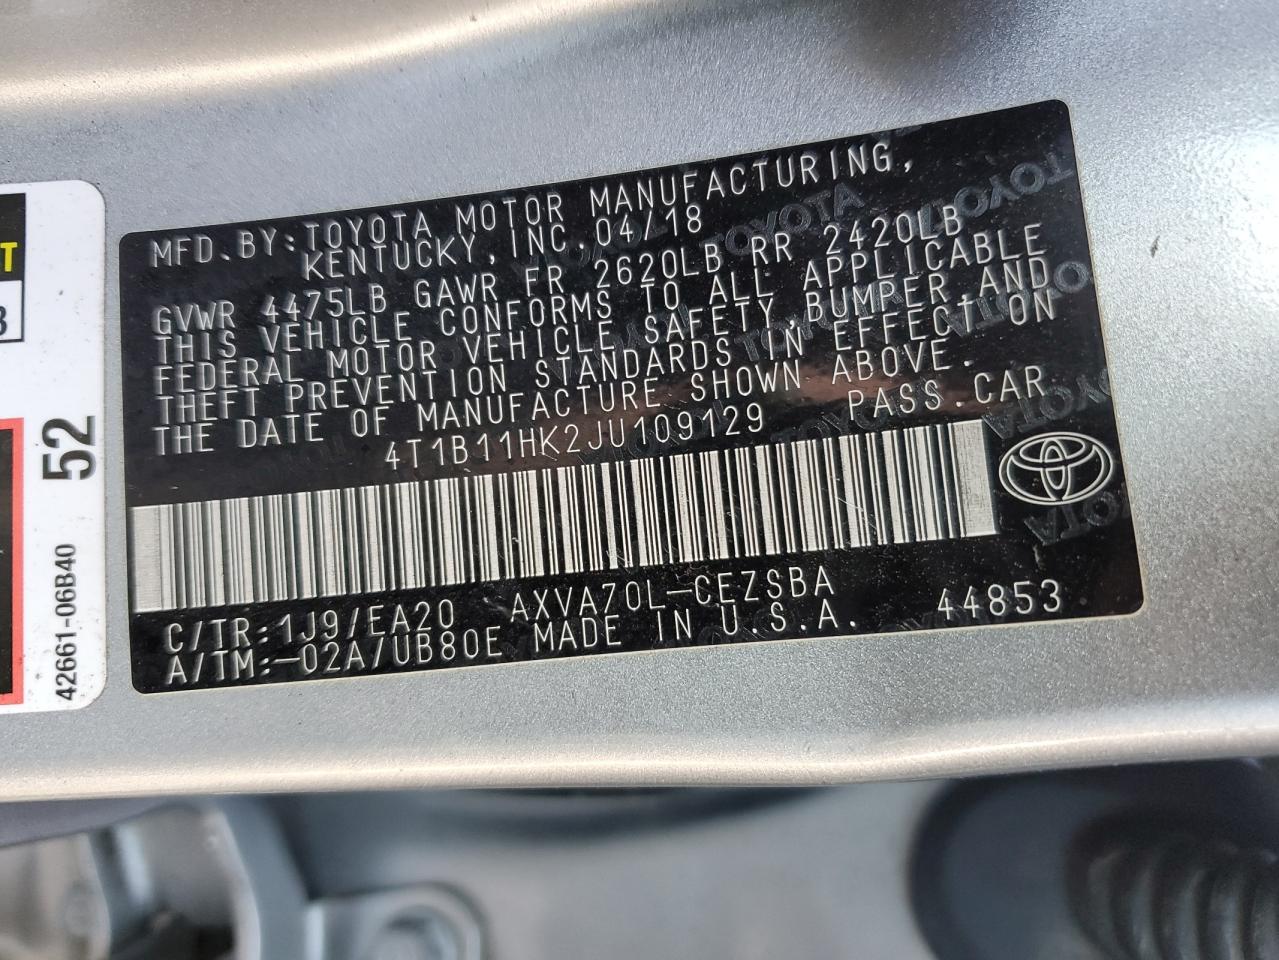 MFD.BY:TOYOTA MOTOR MANUFACTURING,
KENTUCKY,INC.04/18
GVWR 4475LB GAWR FR 2620LB RR 2420LB
THIS VEHICLE CONFORMS TO ALL APPLICABLE
FEDERAL MOTOR VEHICLE SAFETY,BUMPER,AND
THEFT PREVENTION STANDARDS IN EFFECT ON
THE DATE OF MANUFACTURE SHOWN ABOVE.
4T1B11HK2JU109129 PASS.CAR
C/TR:1J9/EA20 AXVA70L-CEZSBA
A/TM:-02A/UB80E MADE IN U.S.A. 44853
52
42661-06B40